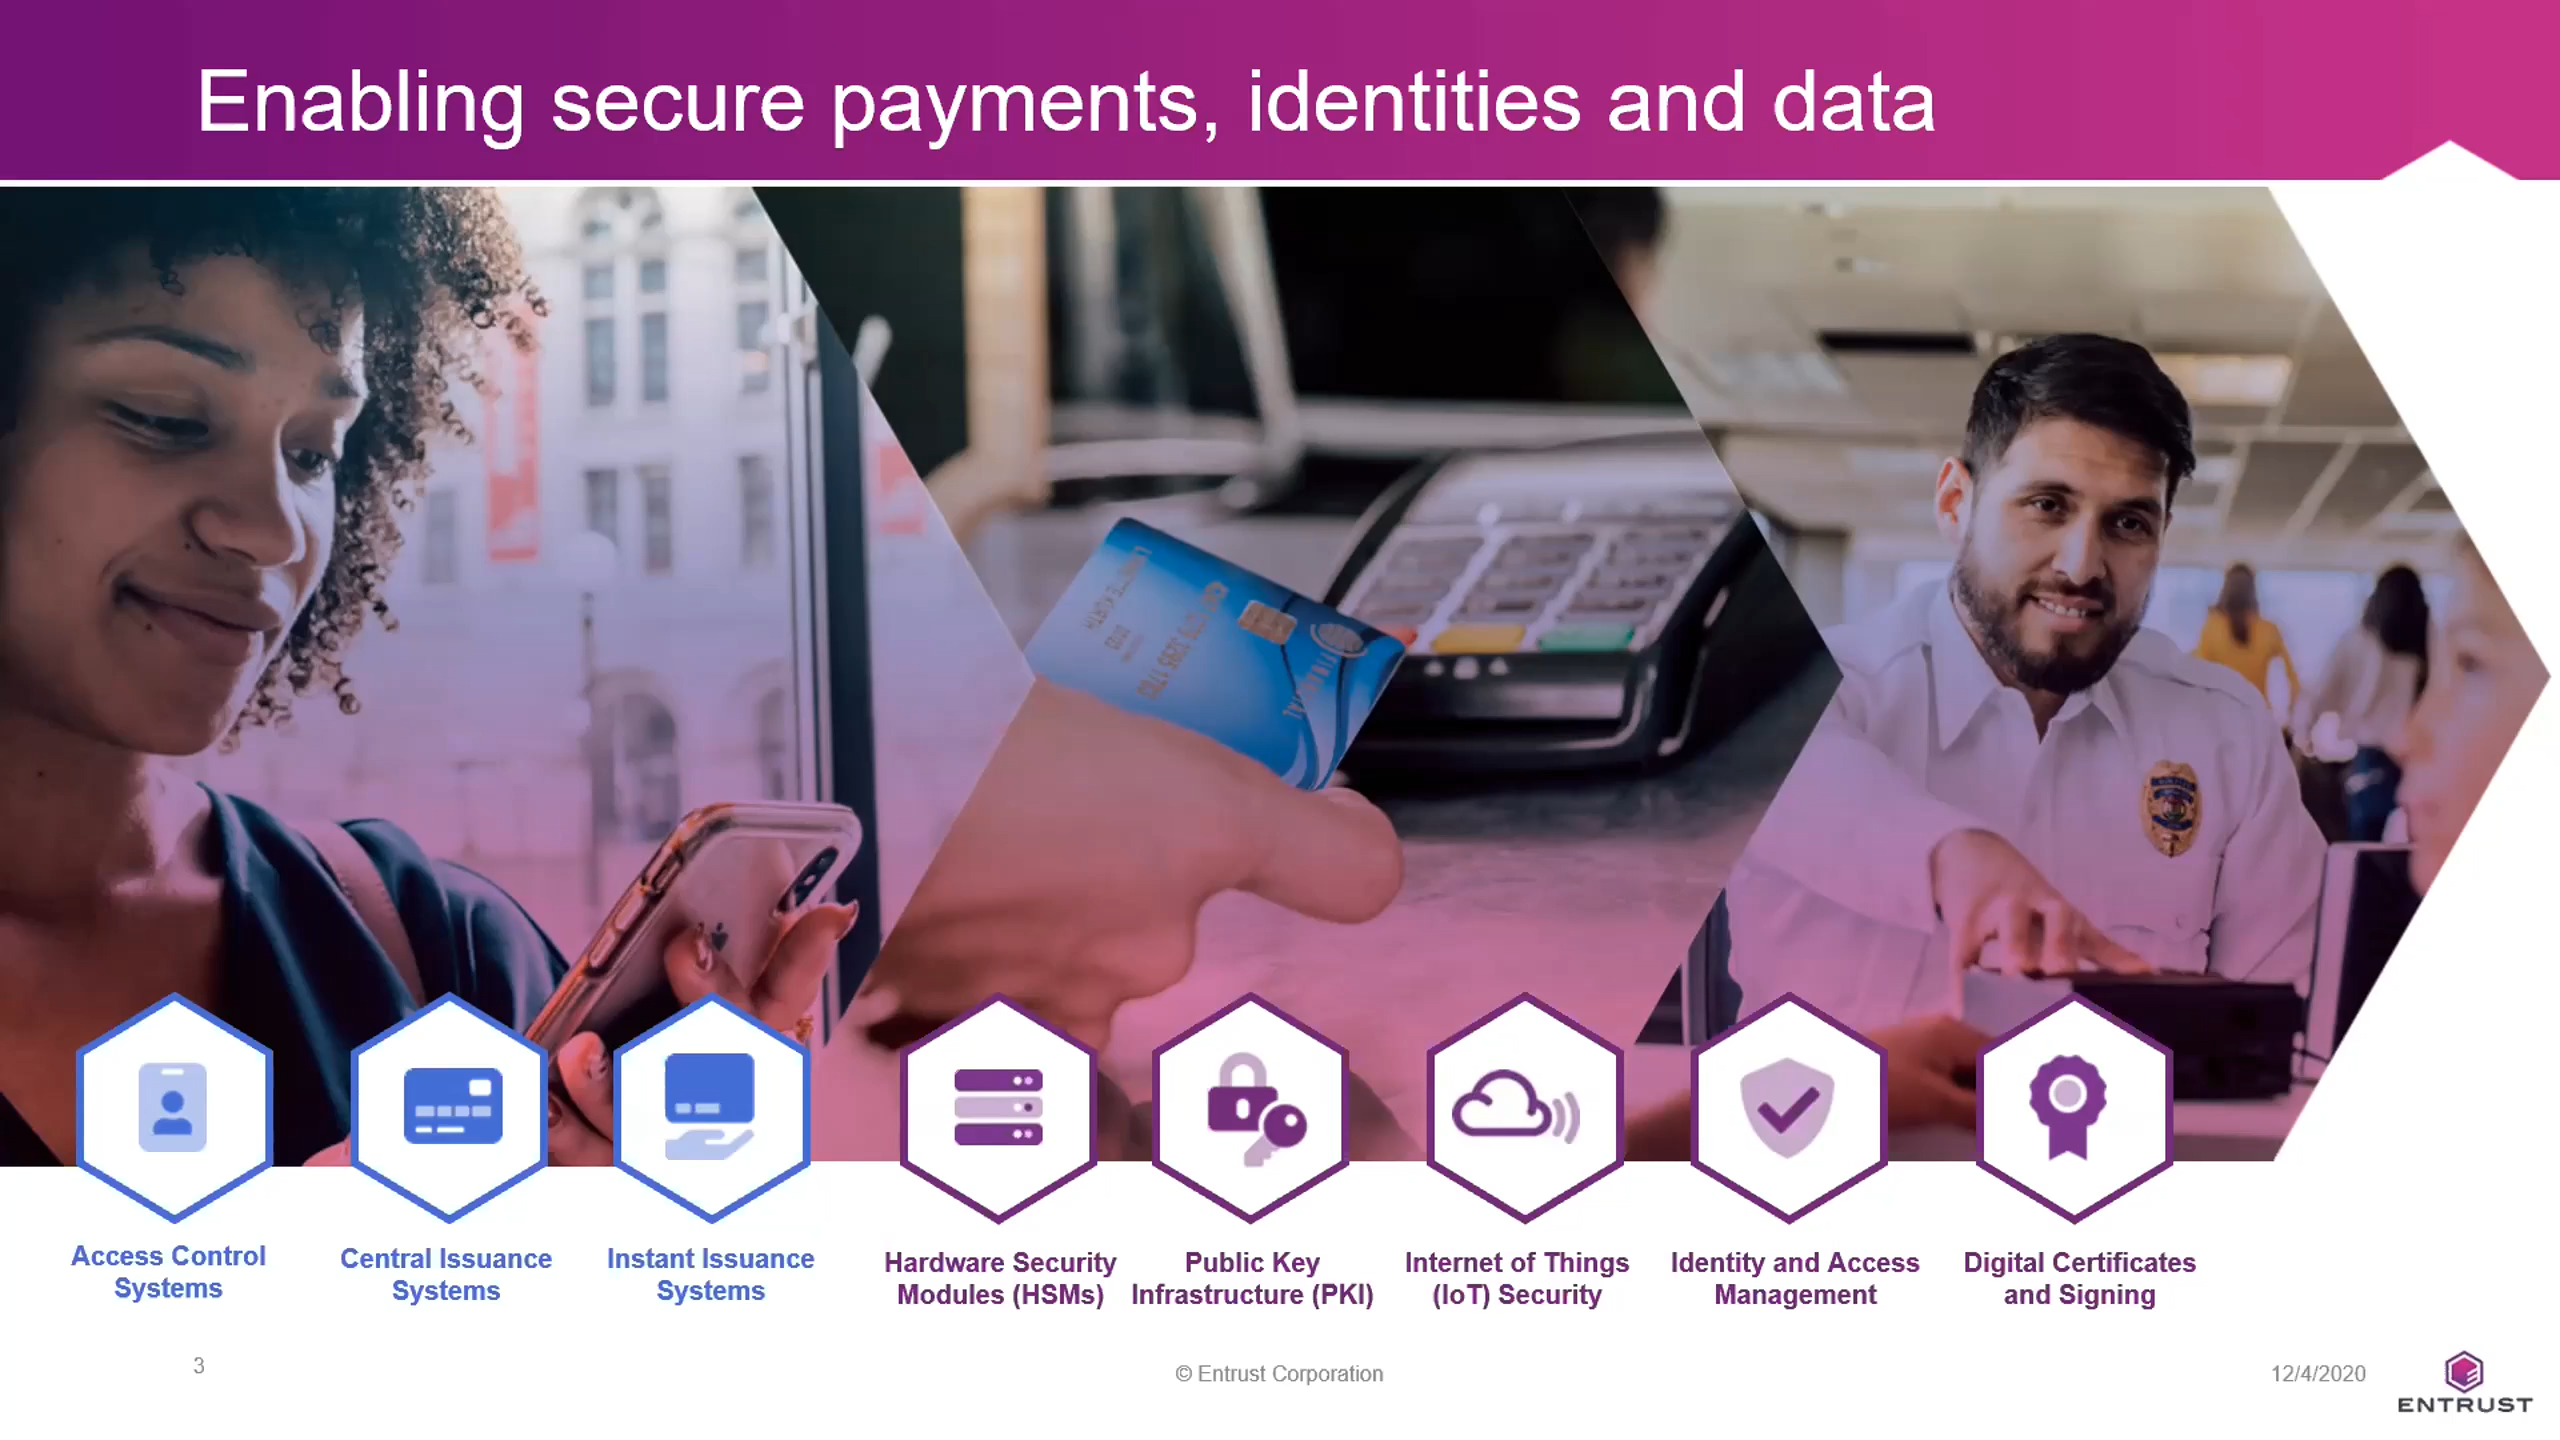 Enabling secure payments, identities and data
Access Control
Systems
Central Issuance
Systems
Instant Issuance
Systems
Hardware Security
Modules (HSMs)
Public Key
Infrastructure (PKI)
Internet of Things
(IoT) Security
Identity and Access
Management
Digital Certificates
and Signing
3
© Entrust Corporation
12/4/2020
ENTRUST